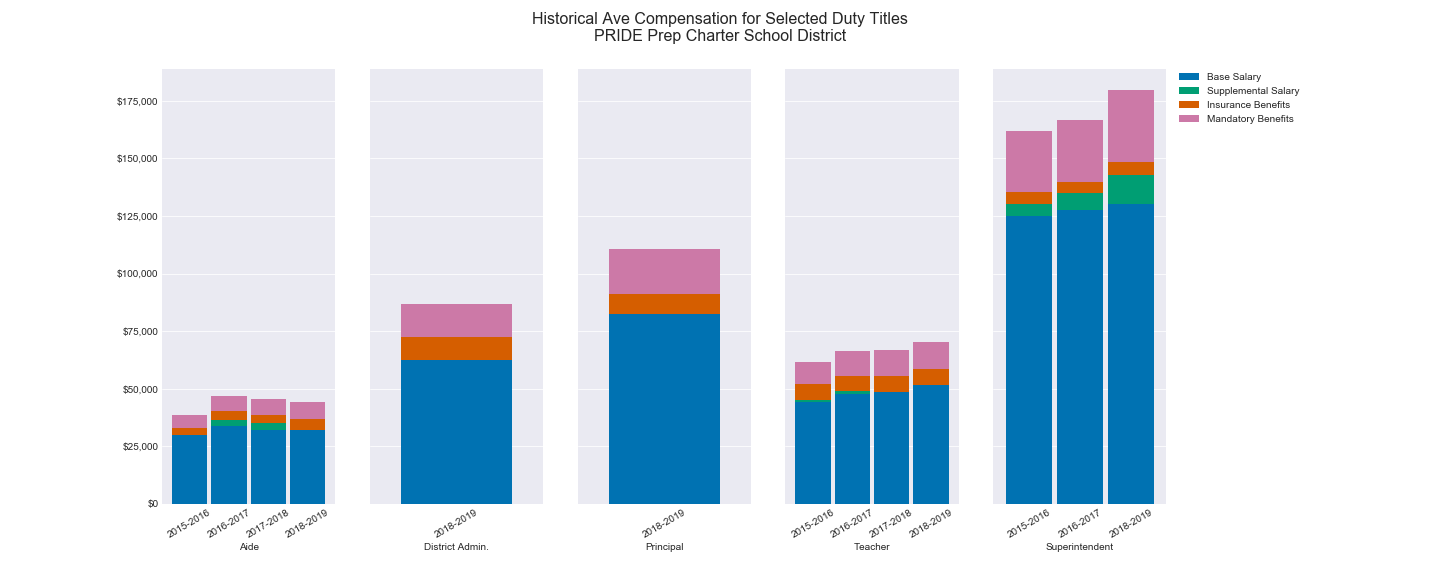 Historical Ave Compensation for Selected Duty Titles
PRIDE Prep Charter School District
Base Salary
Supplemental Salary
Insurance Benefits
Mandatory Benefits
$175,000
$150,000
$125,000
$100,000
$75,000
$50,000
$25,000
$0
2015-2016 2016-2017 2017-2018 2018-2019
Aide
2018-2019
District Admin.
2018-2019
Principal
2015-2016 2016-2017 2017-2018 2018-2019
Teacher
2015-2016 2016-2017 2018-2019
Superintendent